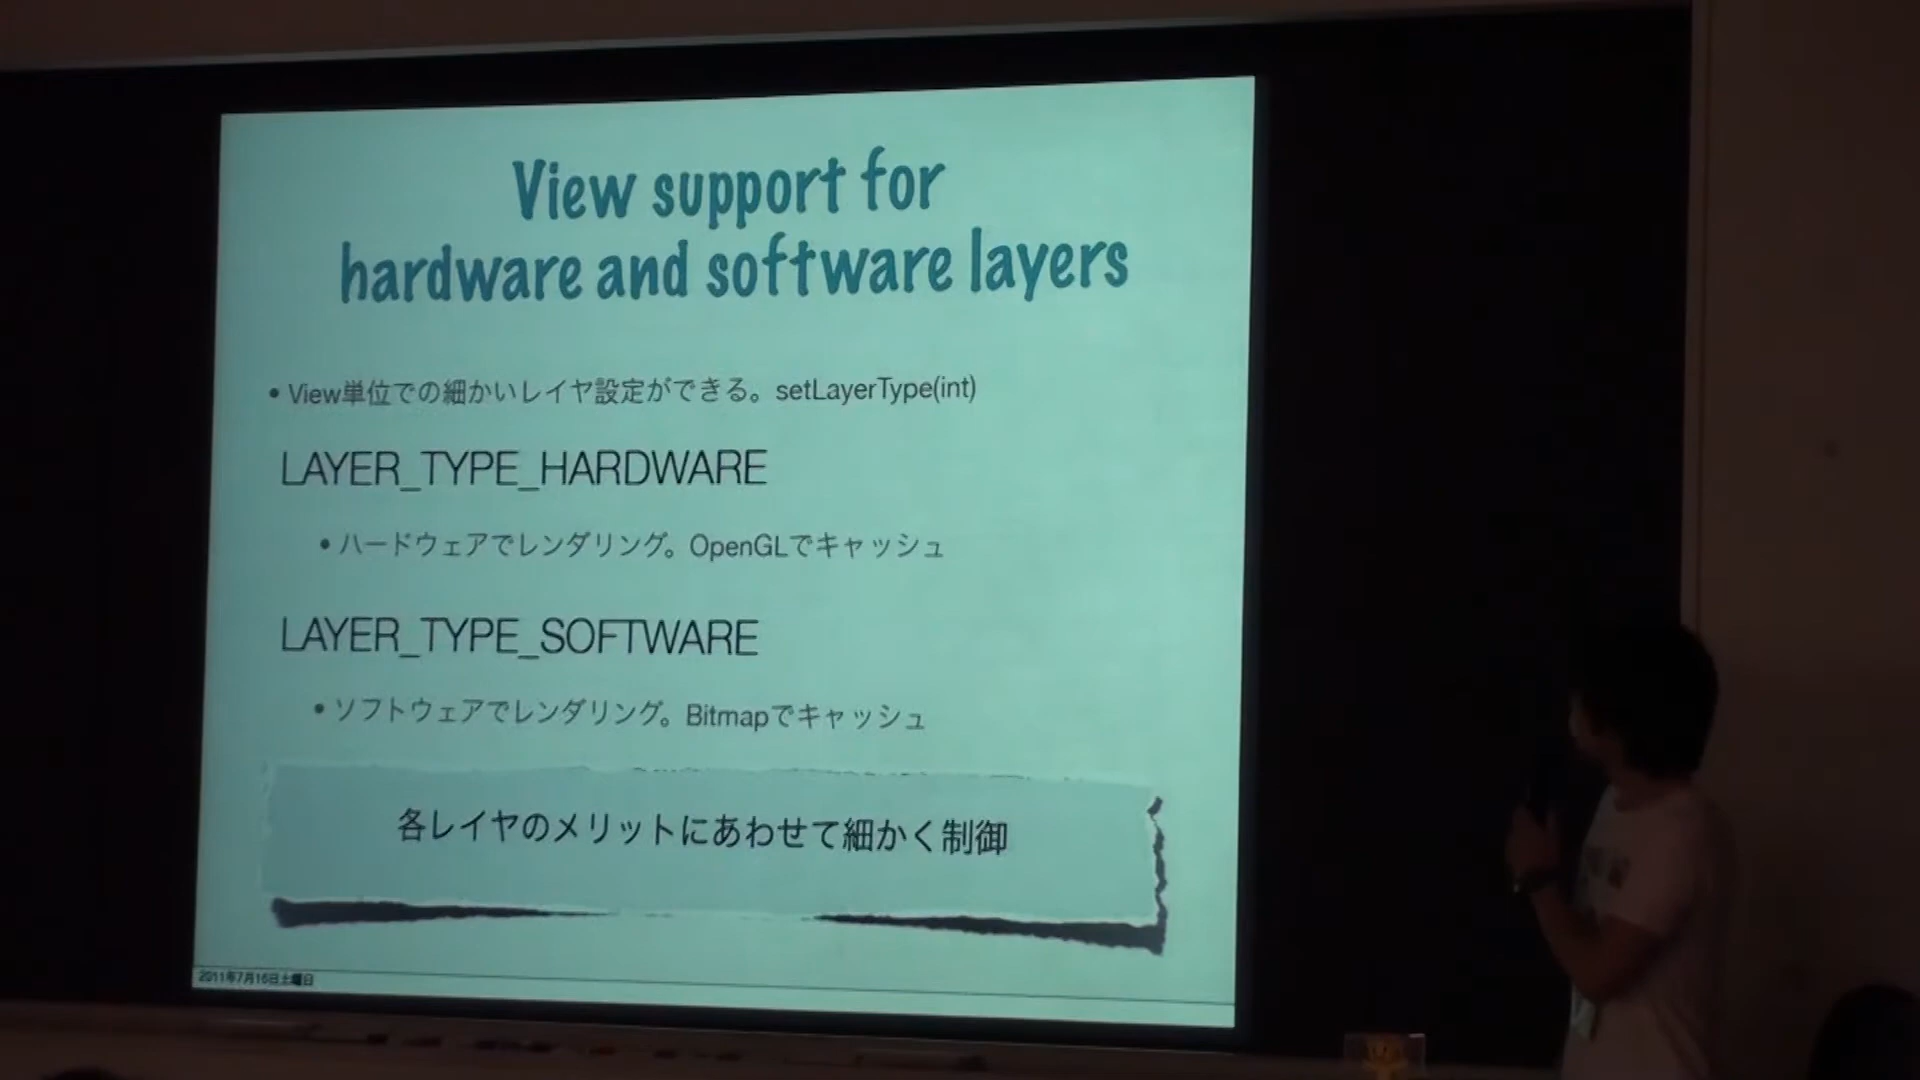 View support for
hardware and software layers
• View単位での細かいレイヤ設定ができる。setLayerType(int)
LAYER_TYPE_HARDWARE
• ハードウェアでレンダリング。OpenGLでキャッシュ
LAYER_TYPE_SOFTWARE
• ソフトウェアでレンダリング。Bitmapでキャッシュ
各レイヤのメリットにあわせて細かく制御
2011年7月16日土曜日